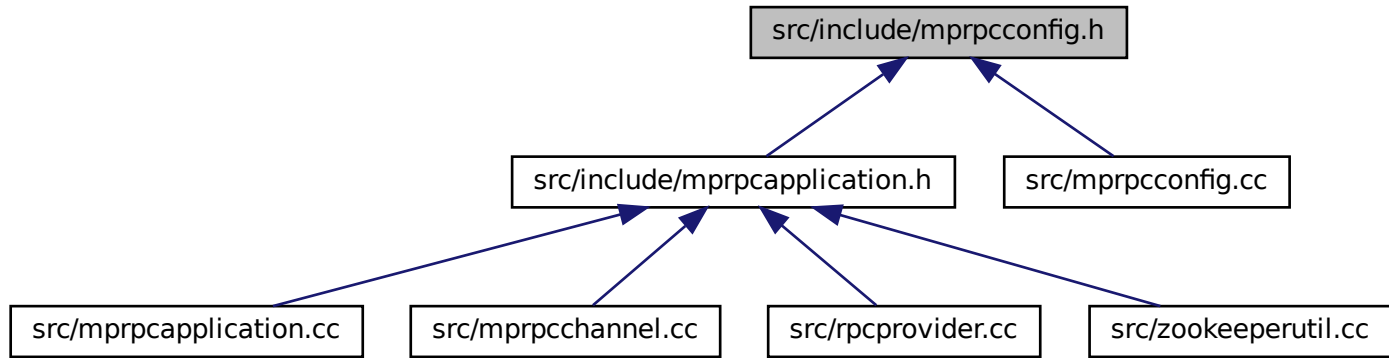 src/include/mprpcconfig.h
src/include/mprpcapplication.h
src/mprpcconfig.cc
src/mprpcapplication.cc
src/mprpcchannel.cc
src/rpcprovider.cc
src/zookeeperutil.cc